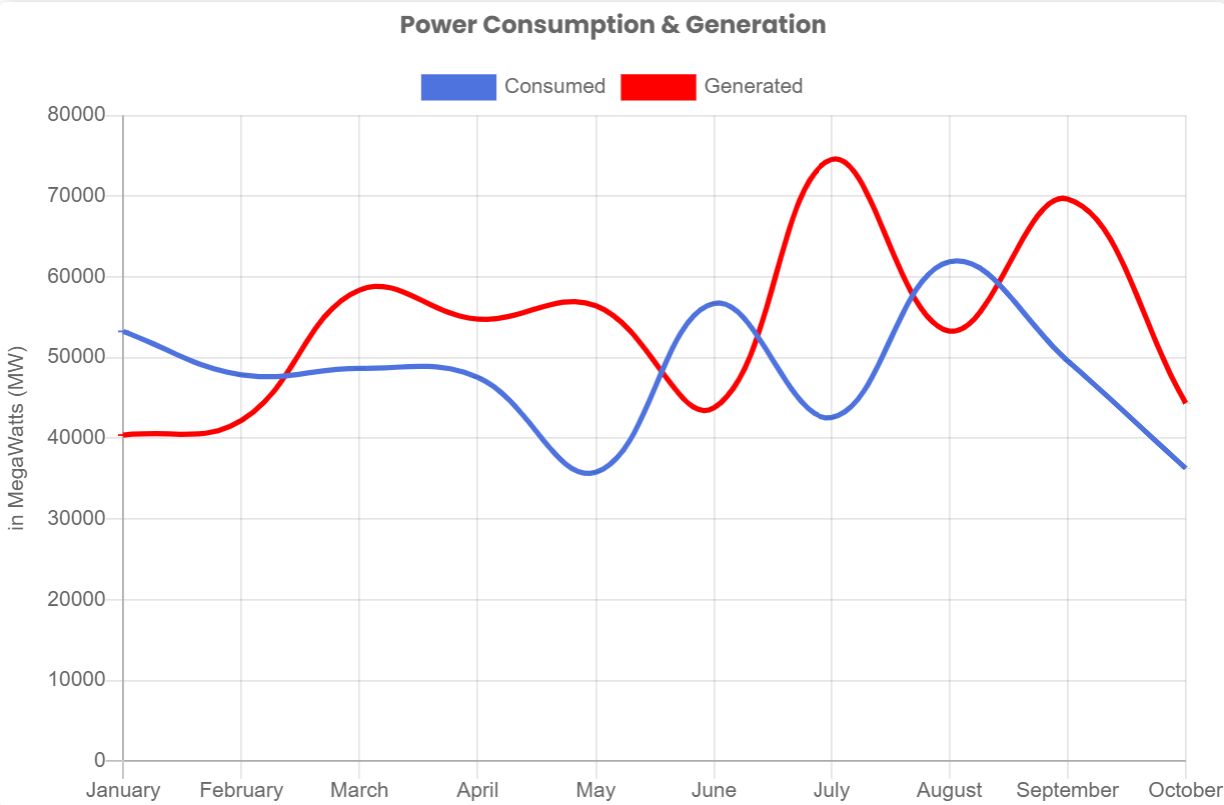 Power Consumption & Generation
Consumed Generated
80000
70000
60000
50000
40000
30000
20000
10000
0
in MegaWatts (MW)
January February March April May June July August September October